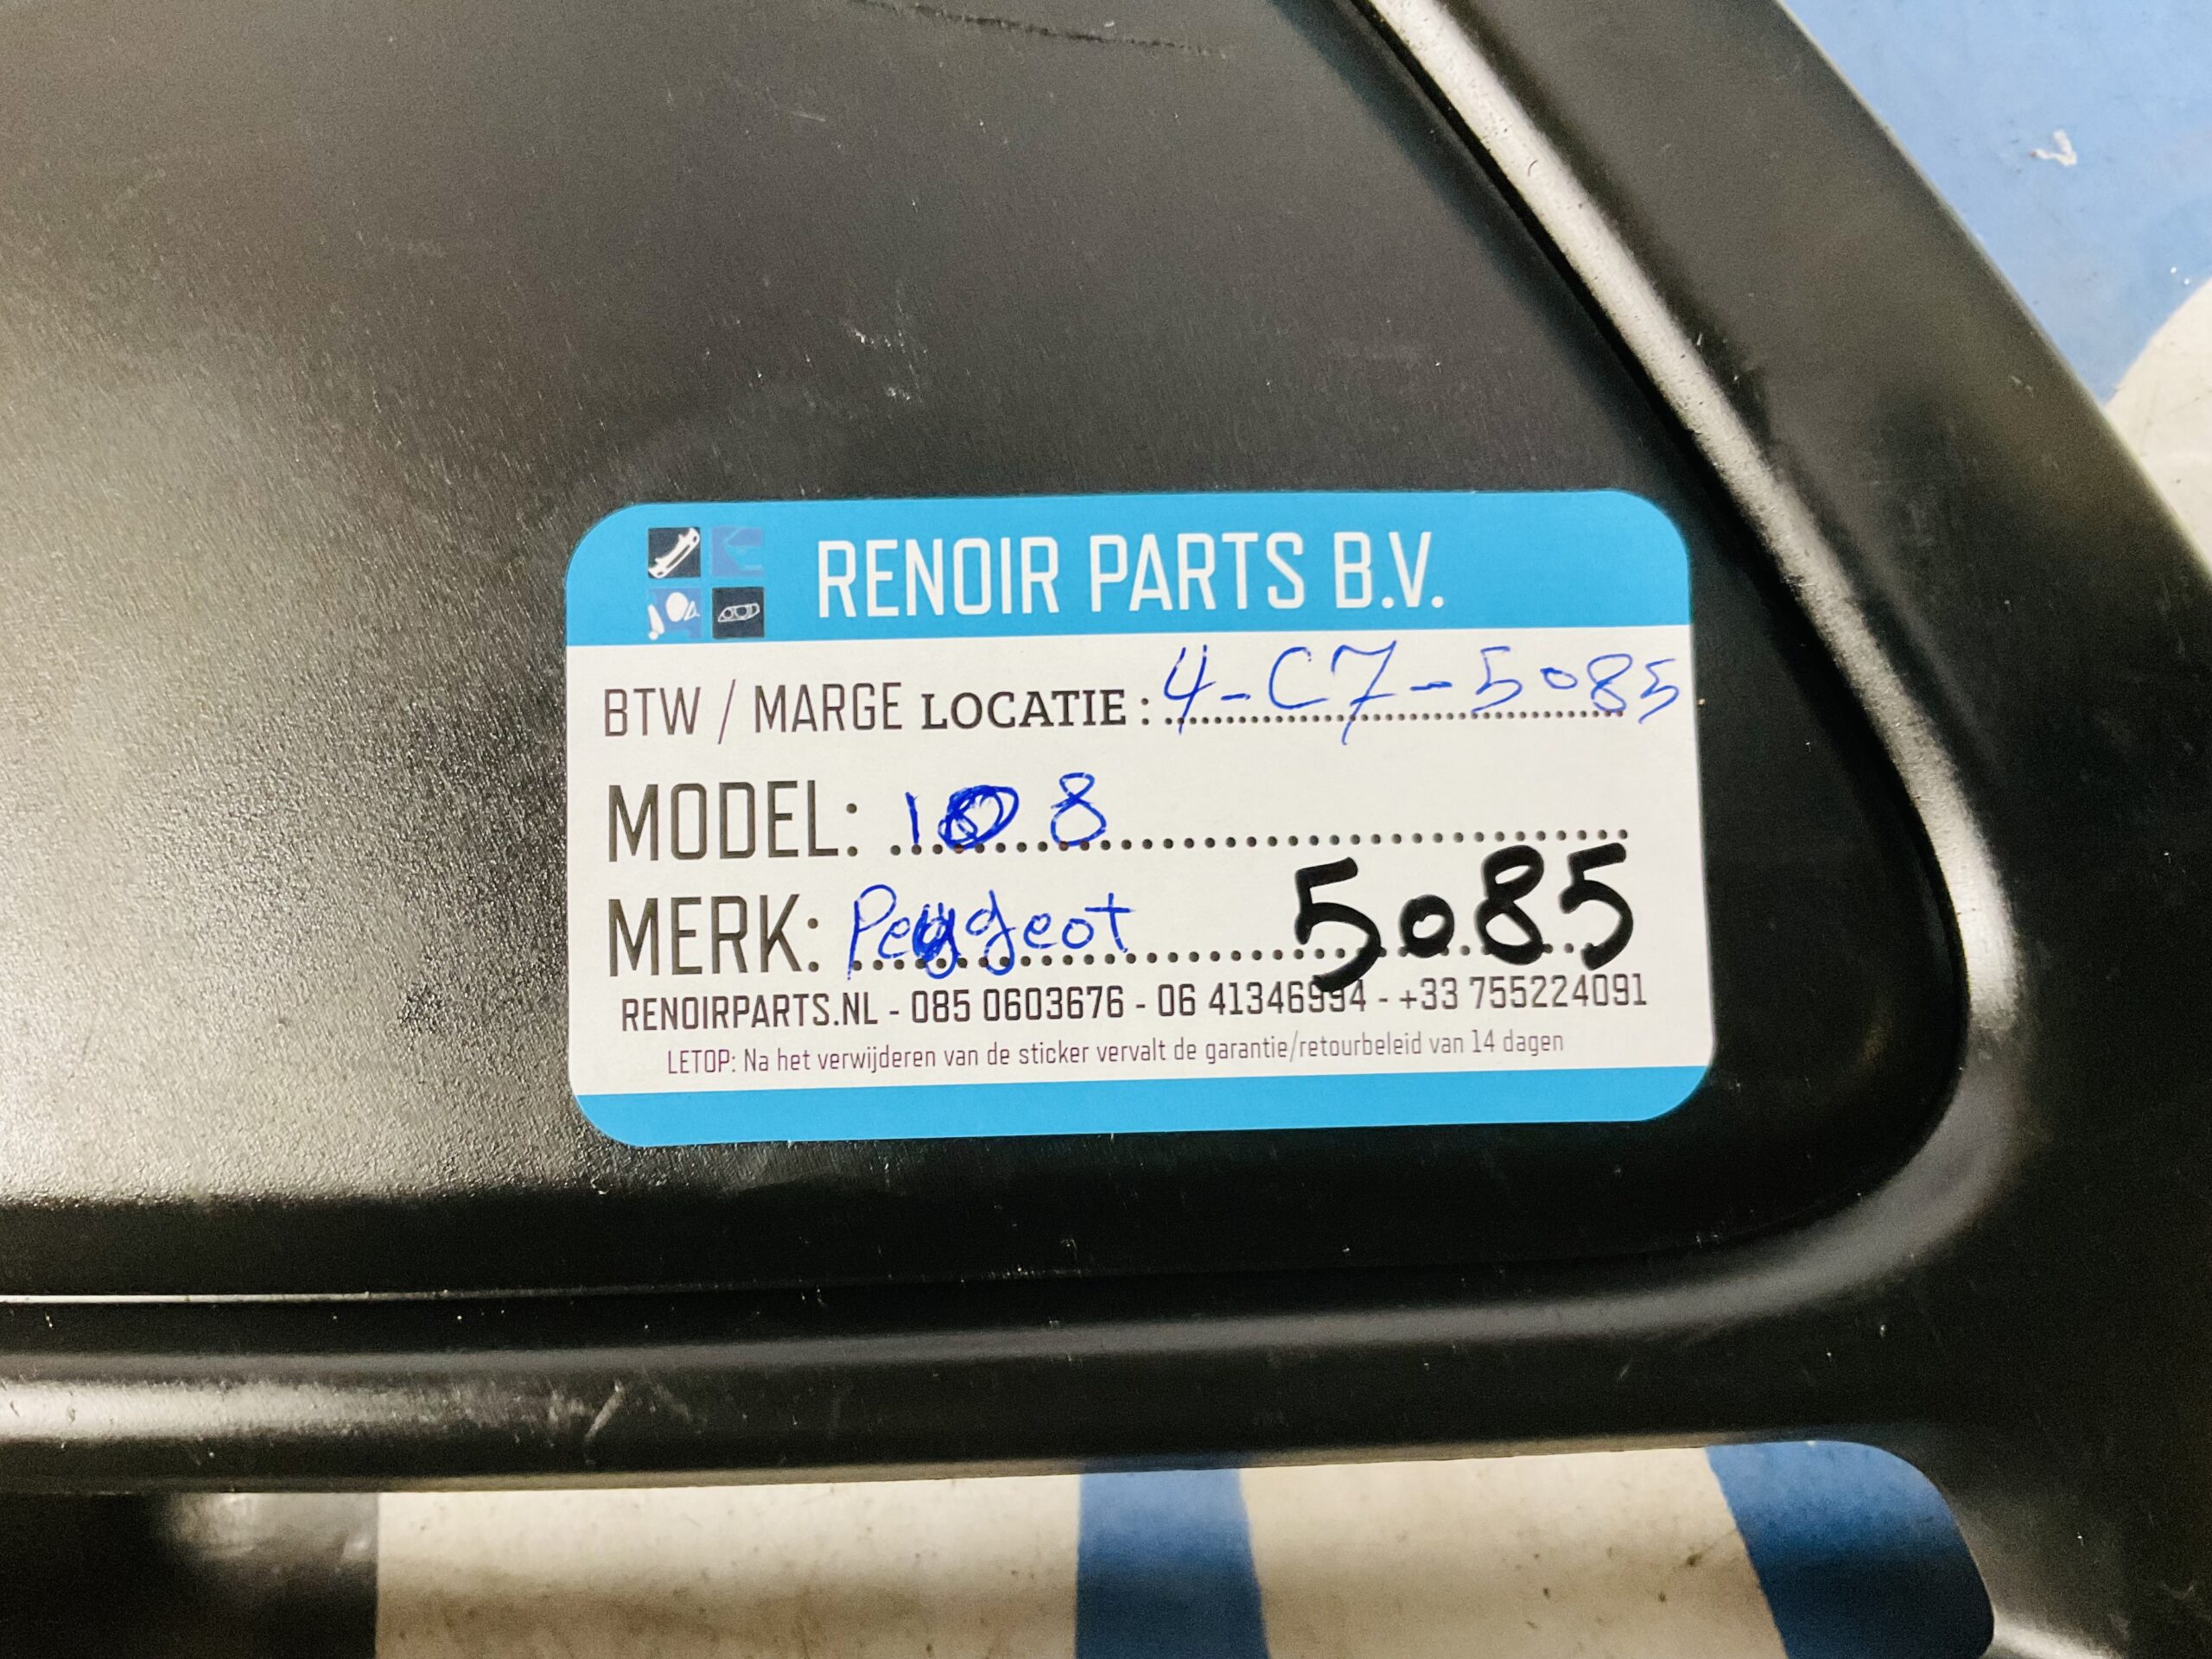 RENOIR PARTS B.V.
BTW / MARGE LOCATIE : 4-C7-5085
MODEL: 108
MERK: Peugeot 5085
RENOIRPARTS.NL - 085 0603676 - 06 41346994 - +33 755224091
LETOP: Na het verwijderen van de sticker vervalt de garantie/retourbeleid van 14 dagen